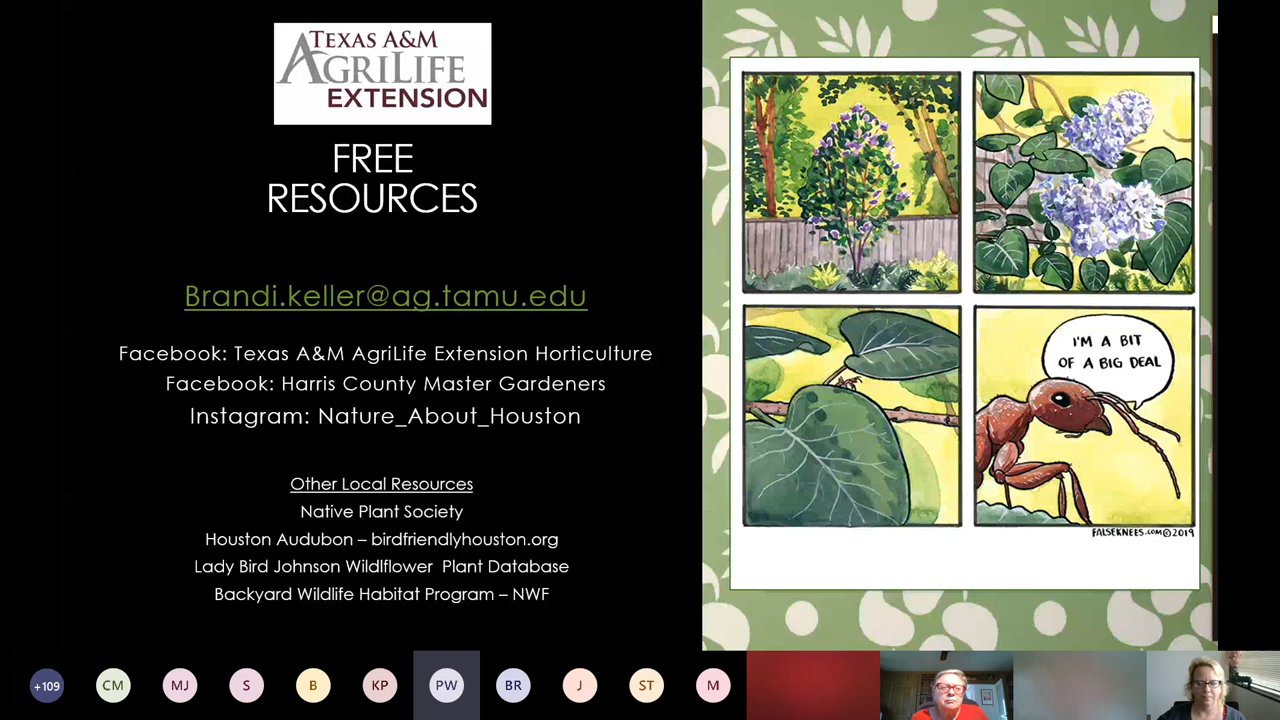 TEXAS A&M
AGRILIFE
EXTENSION
FREE
RESOURCES
Brandi.keller@ag.tamu.edu
Facebook: Texas A&M AgriLife Extension Horticulture
Facebook: Harris County Master Gardeners
Instagram: Nature_About_Houston
Other Local Resources
Native Plant Society
Houston Audubon – birdfriendlyhouston.org
Lady Bird Johnson Wildlflower Plant Database
Backyard Wildlife Habitat Program – NWF
I'M A BIT
OF A BIG DEAL
FALSEKNEES.COM©2019
+109
CM
MJ
S
B
KP
PW
BR
J
ST
M